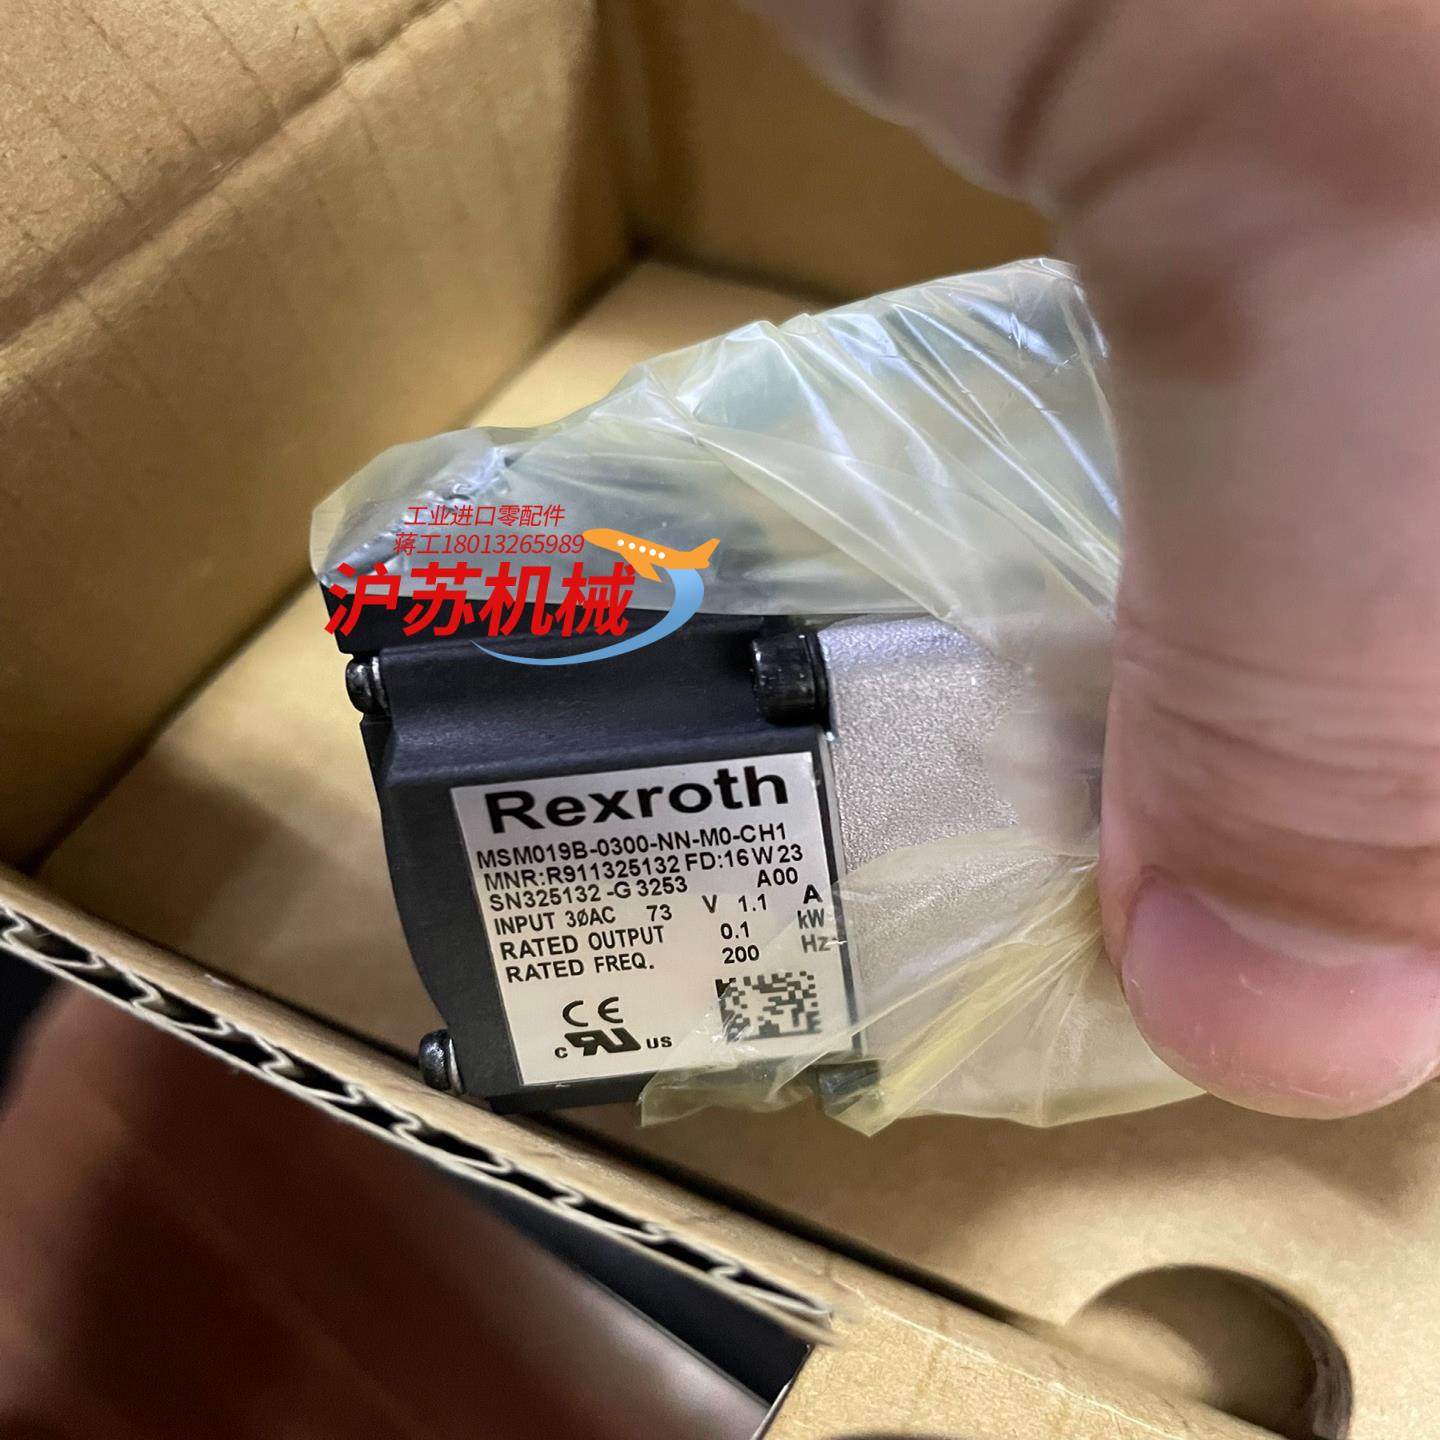 工业进口零配件
蒋工18013265989
沪苏机械
Rexroth
MSM019B-0300-NN-M0-CH1
MNR:R911325132 FD:16W23
SN325132-G3253 A00
INPUT 3ØAC 73 V 1.1 A
RATED OUTPUT 0.1 kW
RATED FREQ. 200 Hz
CE
c RU US